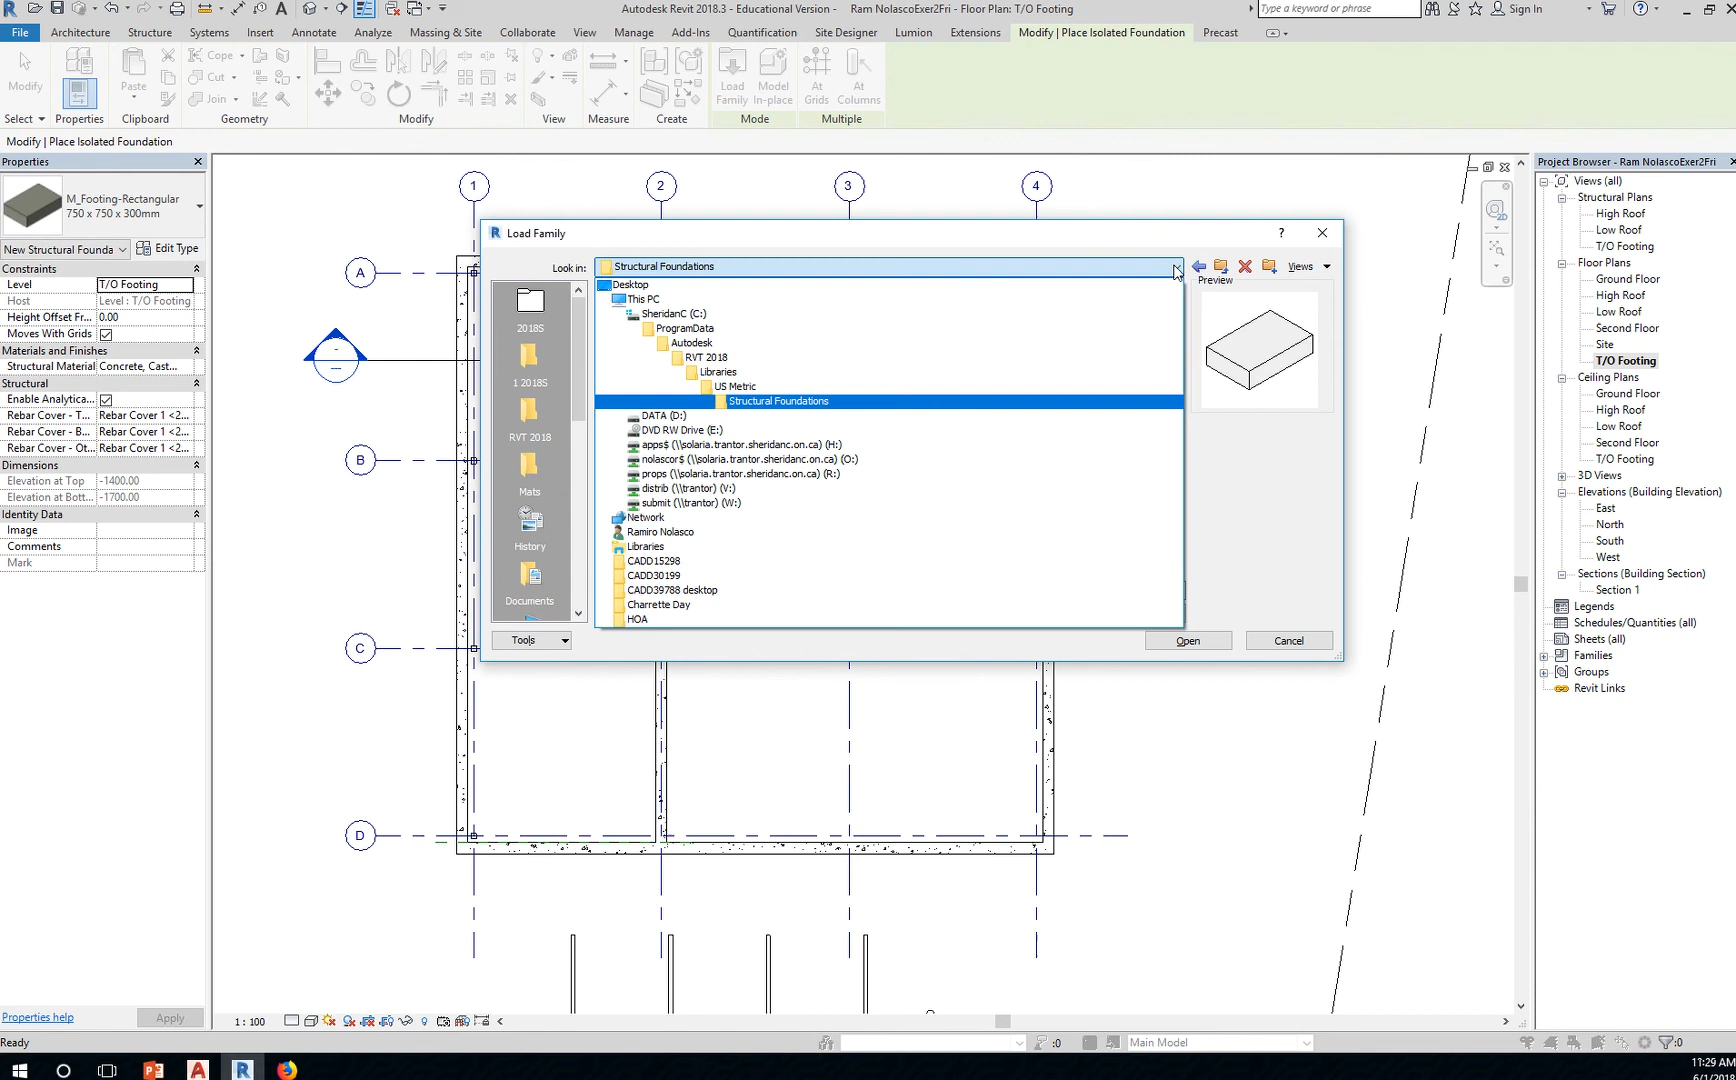 Autodesk Revit 2018.3 - Educational Version - Ram NolascoExer2Fri - Floor Plan: T/O Footing
Type a keyword or phrase
Sign In
File Architecture Structure Systems Insert Annotate Analyze Massing & Site Collaborate View Manage Add-Ins Quantification Site Designer Lumion Extensions Modify | Place Isolated Foundation Precast
Modify
Paste
Cope
Cut
Join
Load Family
Model In-place
At Grids
At Columns
Select Properties Clipboard Geometry Modify View Measure Create Mode Multiple
Modify | Place Isolated Foundation
Properties
M_Footing-Rectangular
750 x 750 x 300mm
New Structural Founda
Edit Type
Constraints
Level T/O Footing
Host Level : T/O Footing
Height Offset Fr... 0.00
Moves With Grids
Materials and Finishes
Structural Material Concrete, Cast...
Structural
Enable Analytica...
Rebar Cover - T... Rebar Cover 1 <2...
Rebar Cover - B... Rebar Cover 1 <2...
Rebar Cover - Ot... Rebar Cover 1 <2...
Dimensions
Elevation at Top -1400.00
Elevation at Bott... -1700.00
Identity Data
Image
Comments
Mark
Properties help
Apply
1 2 3 4
A
B
C
D
Load Family
Look in: Structural Foundations
Views
Preview
2018S
1 2018S
RVT 2018
Mats
History
Documents
Desktop
This PC
SheridanC (C:)
ProgramData
Autodesk
RVT 2018
Libraries
US Metric
Structural Foundations
DATA (D:)
DVD RW Drive (E:)
apps$ (\\solaria.trantor.sheridanc.on.ca) (H:)
nolascor$ (\\solaria.trantor.sheridanc.on.ca) (O:)
props (\\solaria.trantor.sheridanc.on.ca) (R:)
distrib (\\trantor) (V:)
submit (\\trantor) (W:)
Network
Ramiro Nolasco
Libraries
CADD15298
CADD30199
CADD39788 desktop
Charrette Day
HOA
Tools
Open
Cancel
2D
Project Browser - Ram NolascoExer2Fri
Views (all)
Structural Plans
High Roof
Low Roof
T/O Footing
Floor Plans
Ground Floor
High Roof
Low Roof
Second Floor
Site
T/O Footing
Ceiling Plans
Ground Floor
High Roof
Low Roof
Second Floor
T/O Footing
3D Views
Elevations (Building Elevation)
East
North
South
West
Sections (Building Section)
Section 1
Legends
Schedules/Quantities (all)
Sheets (all)
Families
Groups
Revit Links
1 : 100
Ready
:0
Main Model
:0
11:29 AM
6/1/2018